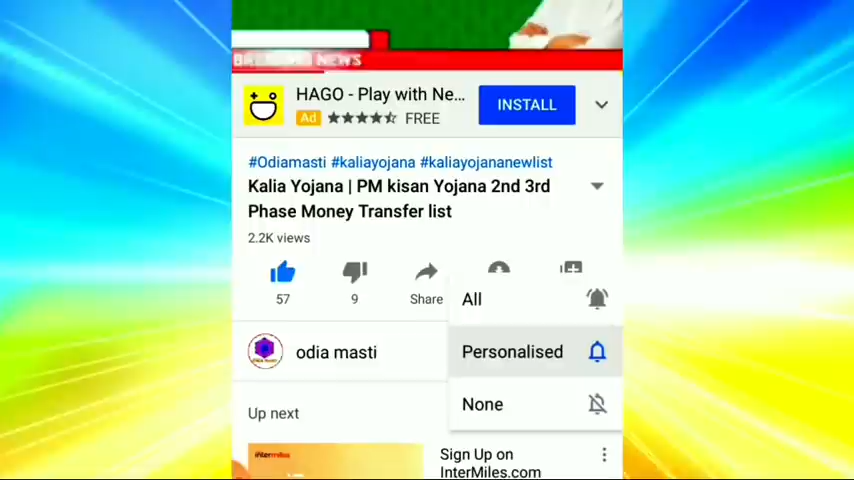 BREAKING NEWS
HAGO - Play with Ne...
INSTALL
Ad
FREE
#Odiamasti #kaliayojana #kaliayojananewlist
Kalia Yojana | PM kisan Yojana 2nd 3rd
Phase Money Transfer list
2.2K views
57
9
Share
All
odia masti
Personalised
None
Up next
intermiles
Sign Up on
InterMiles.com